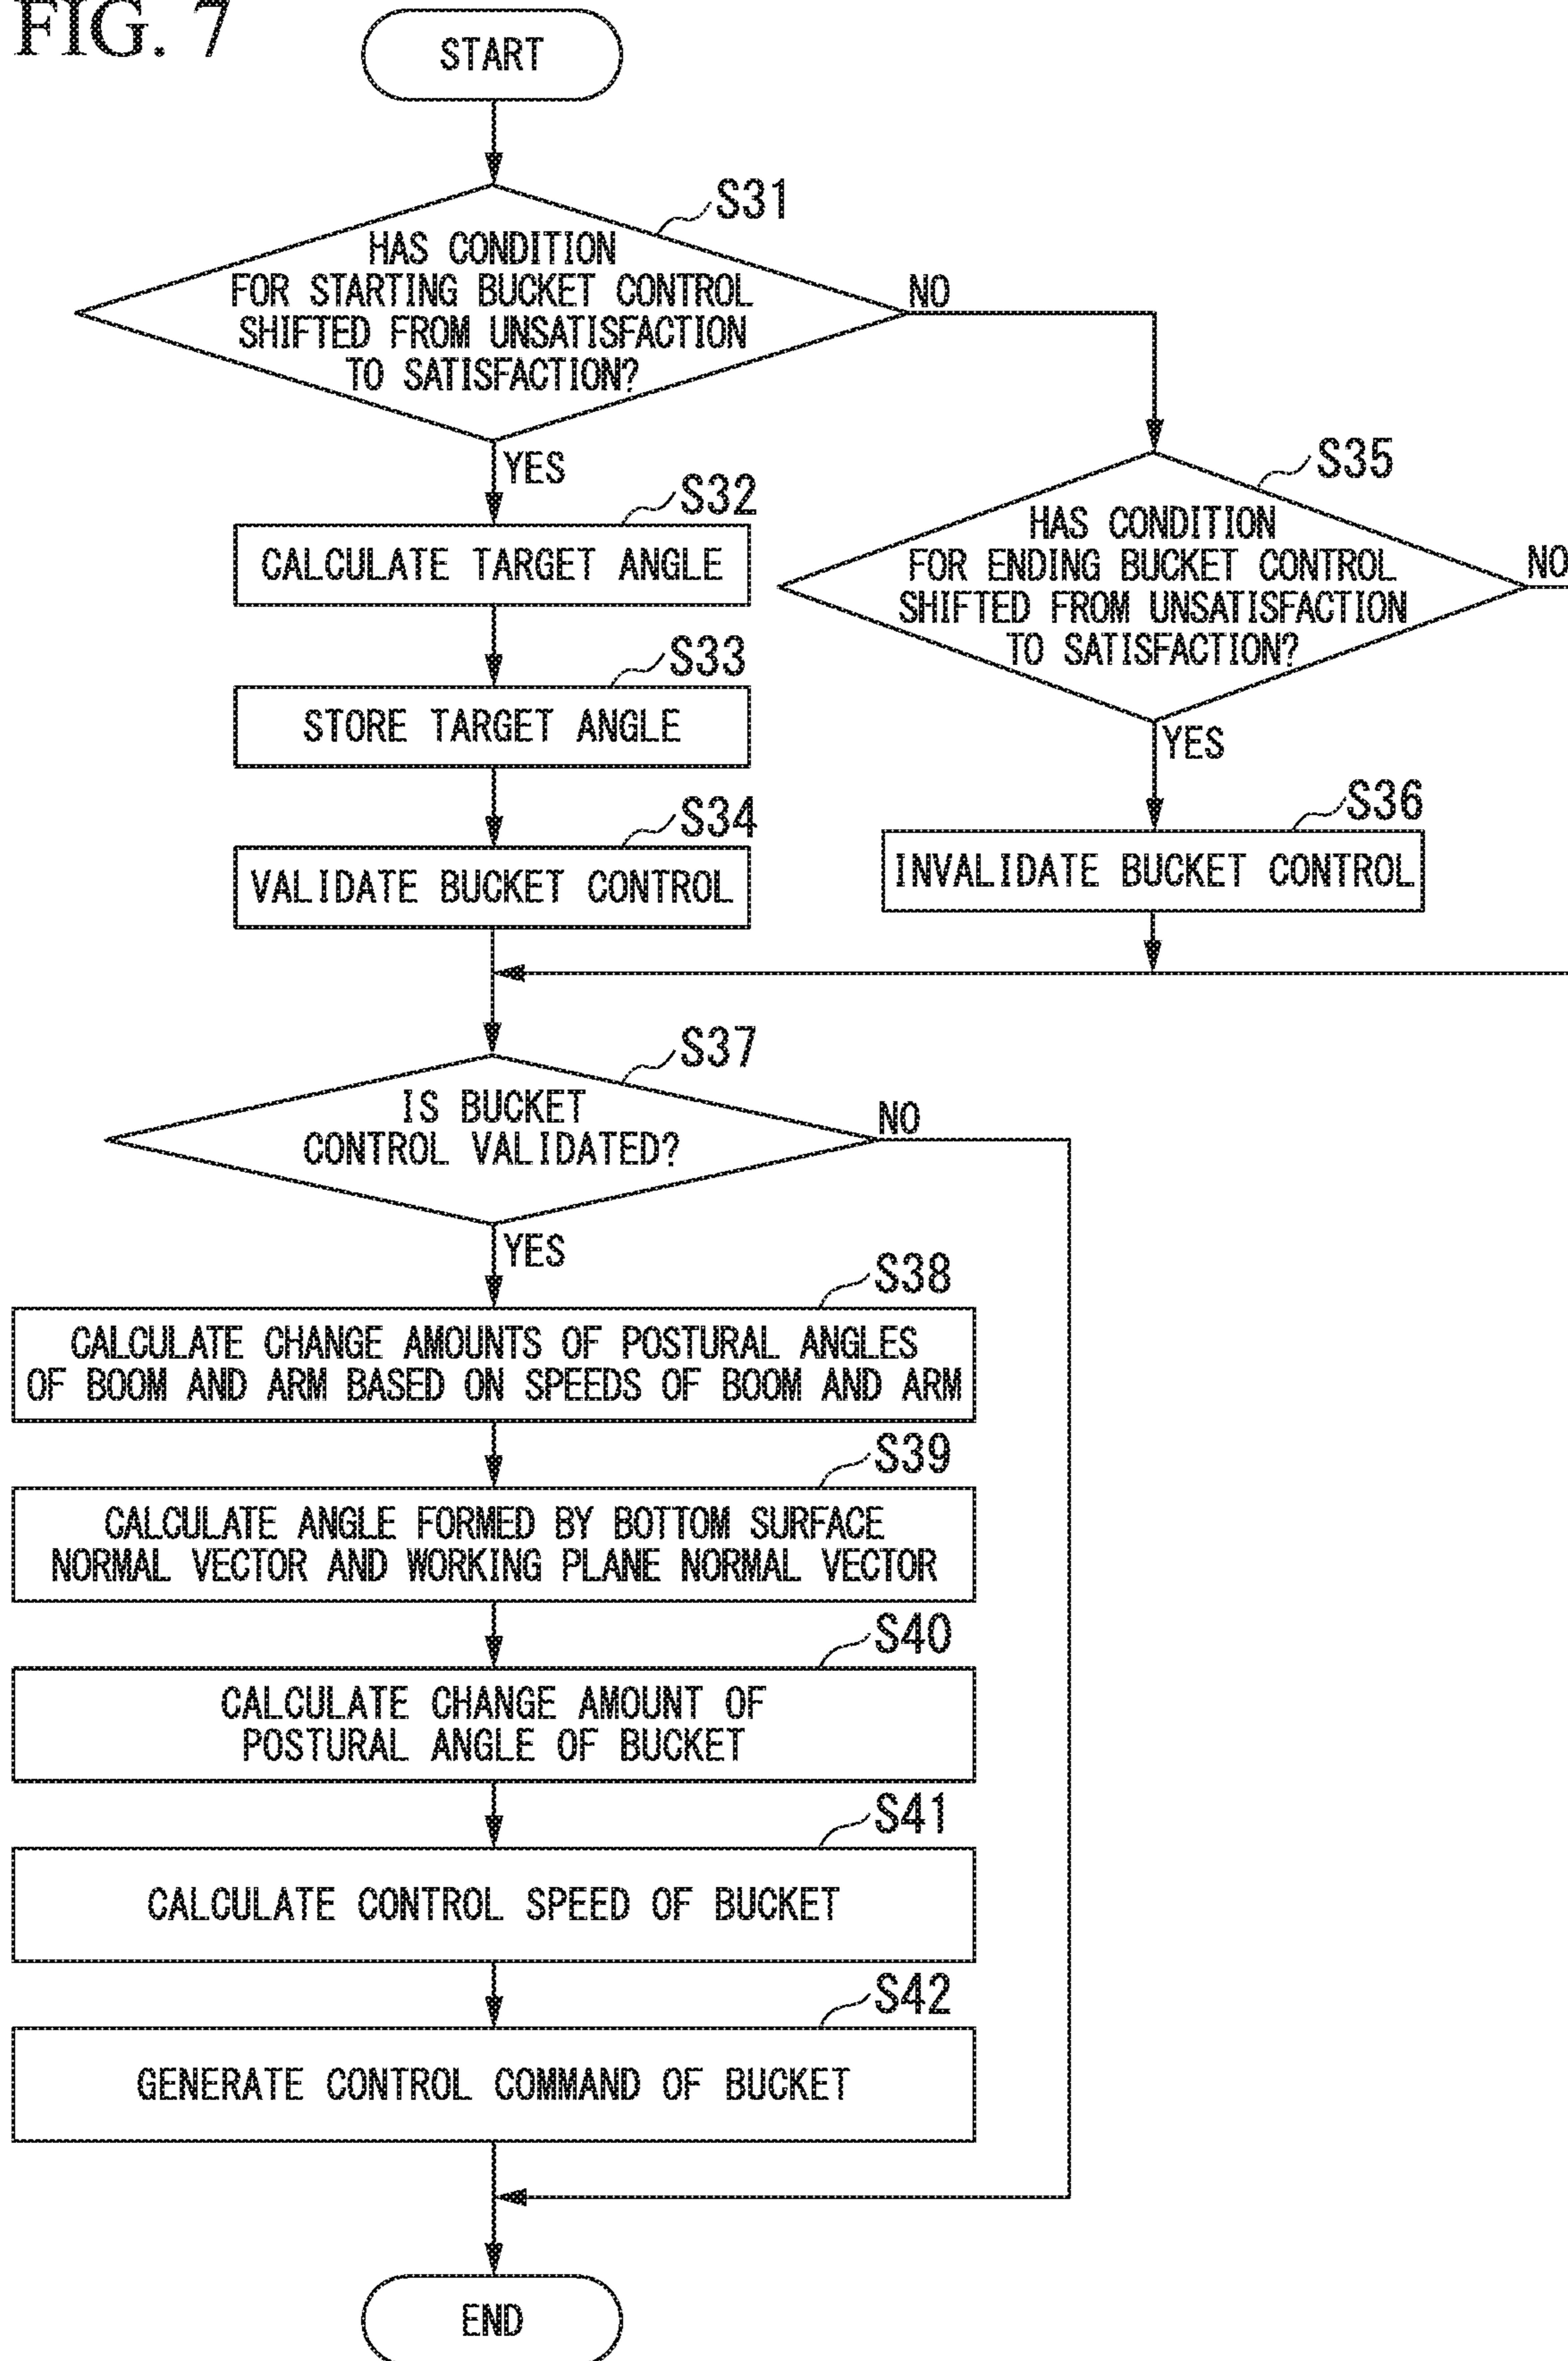 FIG. 7
START
S31
HAS CONDITION
FOR STARTING BUCKET CONTROL
SHIFTED FROM UNSATISFACTION
TO SATISFACTION?
NO
YES
S32
CALCULATE TARGET ANGLE
S33
STORE TARGET ANGLE
S34
VALIDATE BUCKET CONTROL
S35
HAS CONDITION
FOR ENDING BUCKET CONTROL
SHIFTED FROM UNSATISFACTION
TO SATISFACTION?
NO
YES
S36
INVALIDATE BUCKET CONTROL
S37
IS BUCKET
CONTROL VALIDATED?
NO
YES
S38
CALCULATE CHANGE AMOUNTS OF POSTURAL ANGLES
OF BOOM AND ARM BASED ON SPEEDS OF BOOM AND ARM
S39
CALCULATE ANGLE FORMED BY BOTTOM SURFACE
NORMAL VECTOR AND WORKING PLANE NORMAL VECTOR
S40
CALCULATE CHANGE AMOUNT OF
POSTURAL ANGLE OF BUCKET
S41
CALCULATE CONTROL SPEED OF BUCKET
S42
GENERATE CONTROL COMMAND OF BUCKET
END